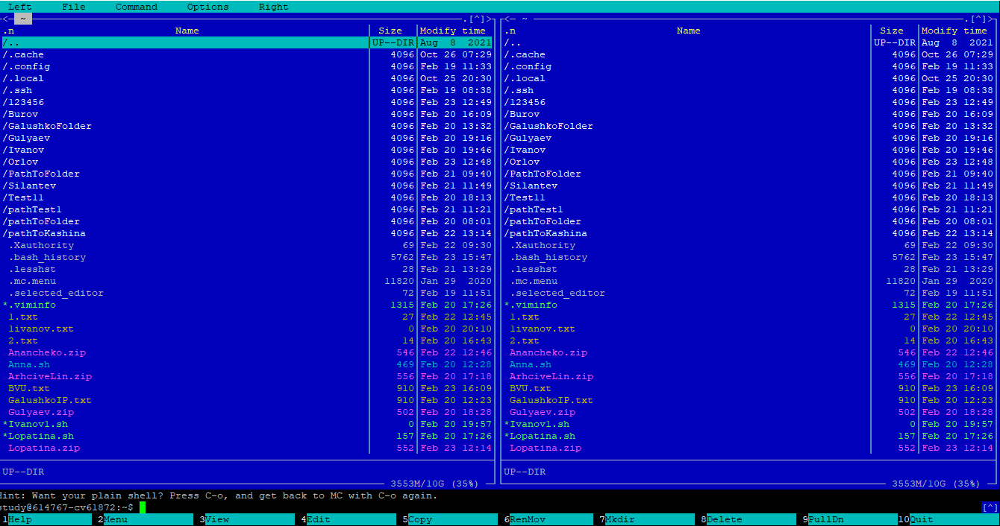 Left File Command Options Right
<─ ~ .[^]> <─ ~ .[^]>
.n Name Size Modify time .n Name Size Modify time
/.. UP--DIR Aug 8 2021 /.. UP--DIR Aug 8 2021
/.cache 4096 Oct 26 07:29 /.cache 4096 Oct 26 07:29
/.config 4096 Feb 19 11:33 /.config 4096 Feb 19 11:33
/.local 4096 Oct 25 20:30 /.local 4096 Oct 25 20:30
/.ssh 4096 Feb 19 08:38 /.ssh 4096 Feb 19 08:38
/123456 4096 Feb 23 12:49 /123456 4096 Feb 23 12:49
/Burov 4096 Feb 20 16:09 /Burov 4096 Feb 20 16:09
/GalushkoFolder 4096 Feb 20 13:32 /GalushkoFolder 4096 Feb 20 13:32
/Gulyaev 4096 Feb 20 19:16 /Gulyaev 4096 Feb 20 19:16
/Ivanov 4096 Feb 20 19:46 /Ivanov 4096 Feb 20 19:46
/Orlov 4096 Feb 23 12:48 /Orlov 4096 Feb 23 12:48
/PathToFolder 4096 Feb 21 09:40 /PathToFolder 4096 Feb 21 09:40
/Silantev 4096 Feb 21 11:49 /Silantev 4096 Feb 21 11:49
/Test11 4096 Feb 20 18:13 /Test11 4096 Feb 20 18:13
/pathTest1 4096 Feb 21 11:21 /pathTest1 4096 Feb 21 11:21
/pathToFolder 4096 Feb 20 08:01 /pathToFolder 4096 Feb 20 08:01
/pathToKashina 4096 Feb 22 13:14 /pathToKashina 4096 Feb 22 13:14
.Xauthority 69 Feb 22 09:30 .Xauthority 69 Feb 22 09:30
.bash_history 5762 Feb 23 15:47 .bash_history 5762 Feb 23 15:47
.lesshst 28 Feb 21 13:29 .lesshst 28 Feb 21 13:29
.mc.menu 11820 Jan 29 2020 .mc.menu 11820 Jan 29 2020
.selected_editor 72 Feb 19 11:51 .selected_editor 72 Feb 19 11:51
*.viminfo 1315 Feb 20 17:26 *.viminfo 1315 Feb 20 17:26
1.txt 27 Feb 22 12:45 1.txt 27 Feb 22 12:45
1ivanov.txt 0 Feb 20 20:10 1ivanov.txt 0 Feb 20 20:10
2.txt 14 Feb 20 16:43 2.txt 14 Feb 20 16:43
Anancheko.zip 546 Feb 22 12:46 Anancheko.zip 546 Feb 22 12:46
Anna.sh 469 Feb 20 12:28 Anna.sh 469 Feb 20 12:28
ArhciveLin.zip 556 Feb 20 17:18 ArhciveLin.zip 556 Feb 20 17:18
BVU.txt 910 Feb 23 16:09 BVU.txt 910 Feb 23 16:09
GalushkoIP.txt 910 Feb 20 12:23 GalushkoIP.txt 910 Feb 20 12:23
Gulyaev.zip 502 Feb 20 18:28 Gulyaev.zip 502 Feb 20 18:28
*Ivanov1.sh 0 Feb 20 19:57 *Ivanov1.sh 0 Feb 20 19:57
*Lopatina.sh 157 Feb 20 17:26 *Lopatina.sh 157 Feb 20 17:26
Lopatina.zip 552 Feb 23 12:14 Lopatina.zip 552 Feb 23 12:14
UP--DIR UP--DIR
3553M/10G (35%) 3553M/10G (35%)
Hint: Want your plain shell? Press C-o, and get back to MC with C-o again.
study@614767-cv61872:~$ [^]
1Help 2Menu 3View 4Edit 5Copy 6RenMov 7Mkdir 8Delete 9PullDn 10Quit